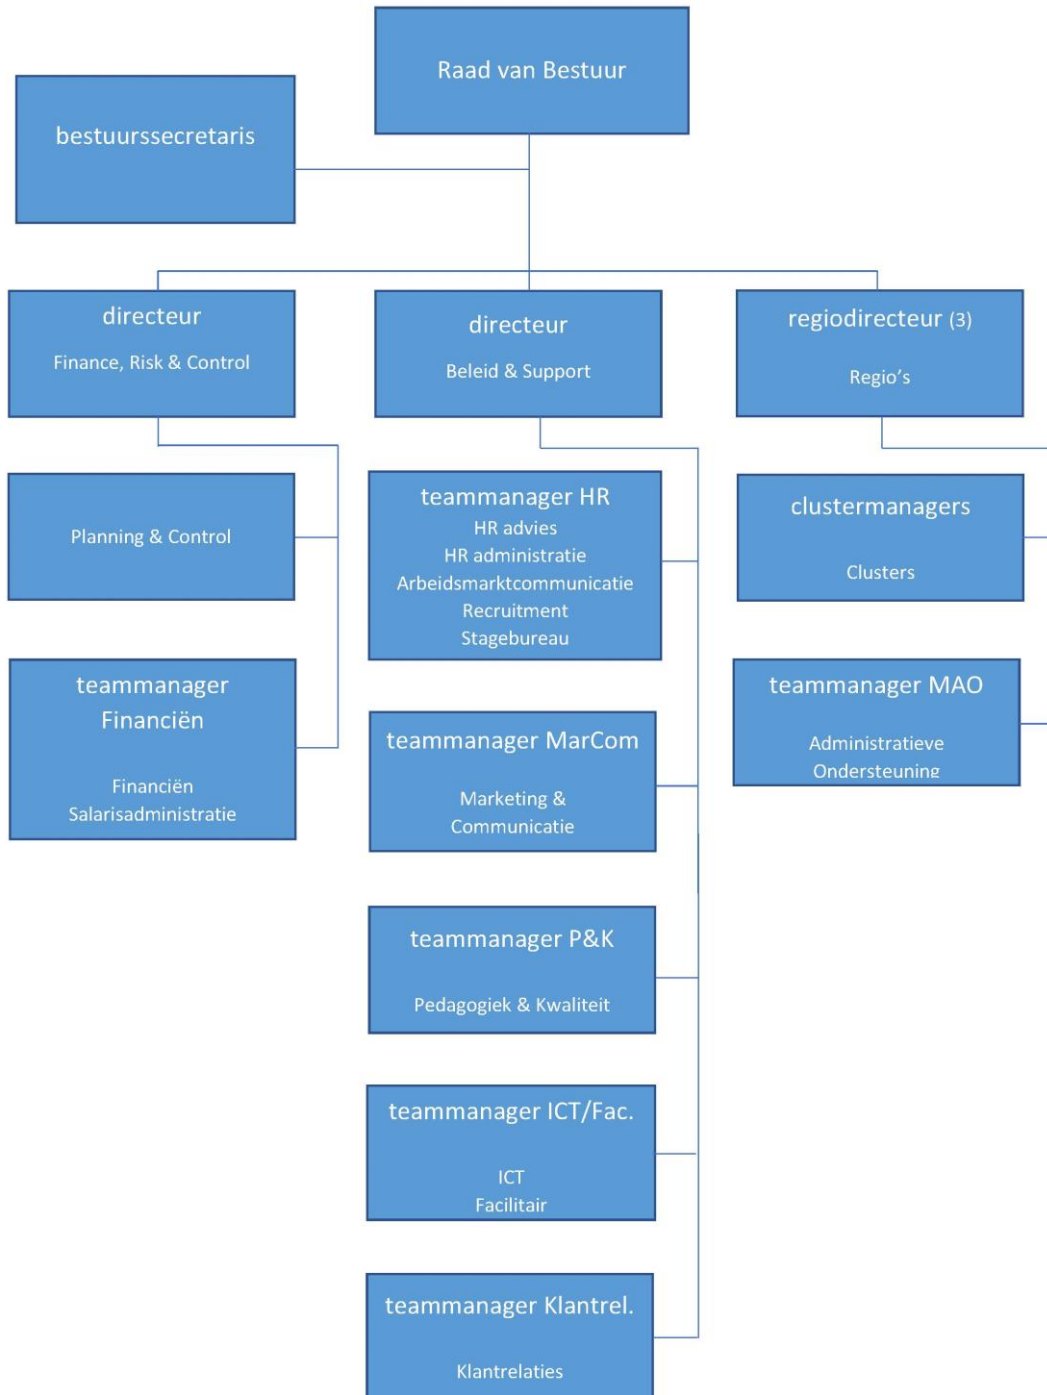 Raad van Bestuur
bestuurssecretaris
directeur
Finance, Risk & Control
directeur
Beleid & Support
regiodirecteur (3)
Regio’s
Planning & Control
teammanager
Financiën
Financiën
Salarisadministratie
teammanager HR
HR advies
HR administratie
Arbeidsmarktcommunicatie
Recruitment
Stagebureau
teammanager MarCom
Marketing &
Communicatie
teammanager P&K
Pedagogiek & Kwaliteit
teammanager ICT/Fac.
ICT
Facilitair
teammanager Klantrel.
Klantrelaties
clustermanagers
Clusters
teammanager MAO
Administratieve
Ondersteuning